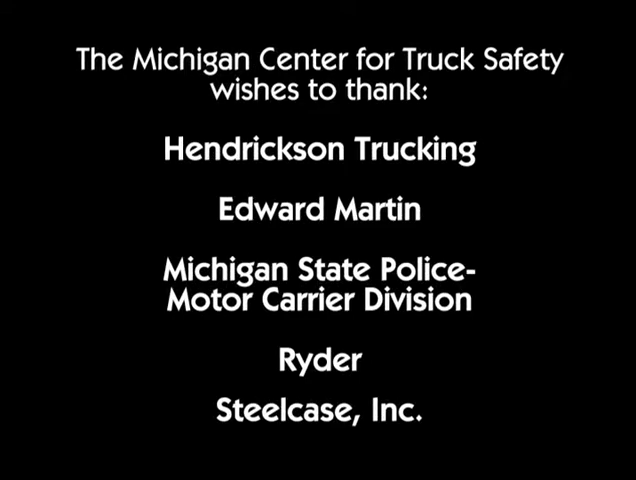 The Michigan Center for Truck Safety
wishes to thank:
Hendrickson Trucking
Edward Martin
Michigan State Police-
Motor Carrier Division
Ryder
Steelcase, Inc.